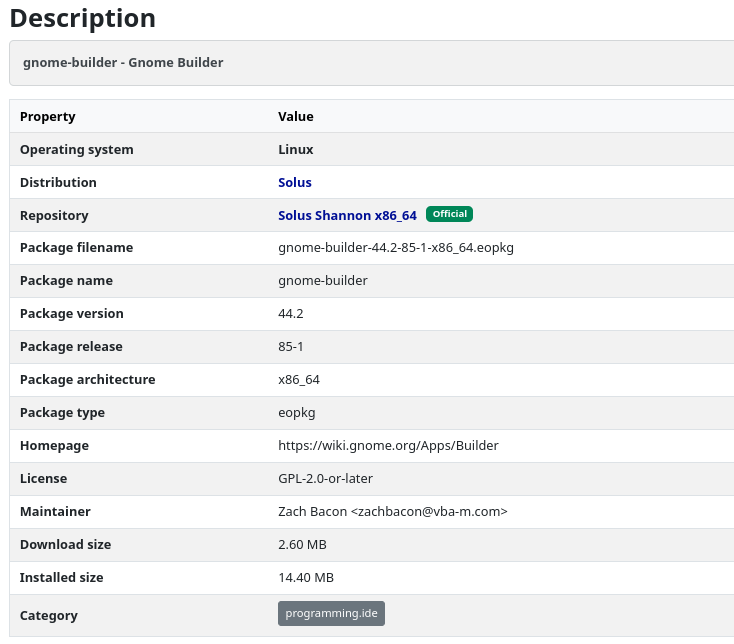 Description
gnome-builder - Gnome Builder
Property Value
Operating system Linux
Distribution Solus
Repository Solus Shannon x86_64 Official
Package filename gnome-builder-44.2-85-1-x86_64.eopkg
Package name gnome-builder
Package version 44.2
Package release 85-1
Package architecture x86_64
Package type eopkg
Homepage https://wiki.gnome.org/Apps/Builder
License GPL-2.0-or-later
Maintainer Zach Bacon <zachbacon@vba-m.com>
Download size 2.60 MB
Installed size 14.40 MB
Category programming.ide